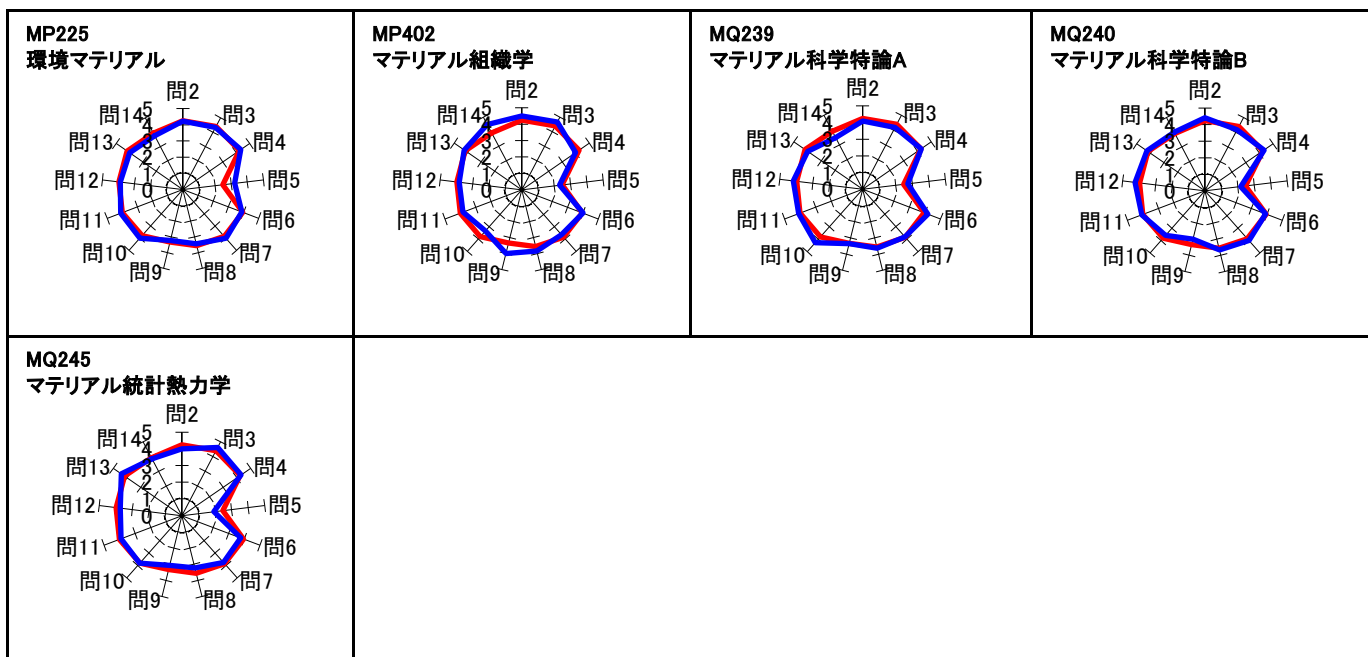 MP225
環境マテリアル
問2
問3
問4
問5
問6
問7
問8
問9
問10
問11
問12
問13
問14
5
4
3
2
1
0
MP402
マテリアル組織学
問2
問3
問4
問5
問6
問7
問8
問9
問10
問11
問12
問13
問14
5
4
3
2
1
0
MQ239
マテリアル科学特論A
問2
問3
問4
問5
問6
問7
問8
問9
問10
問11
問12
問13
問14
5
4
3
2
1
0
MQ240
マテリアル科学特論B
問2
問3
問4
問5
問6
問7
問8
問9
問10
問11
問12
問13
問14
5
4
3
2
1
0
MQ245
マテリアル統計熱力学
問2
問3
問4
問5
問6
問7
問8
問9
問10
問11
問12
問13
問14
5
4
3
2
1
0